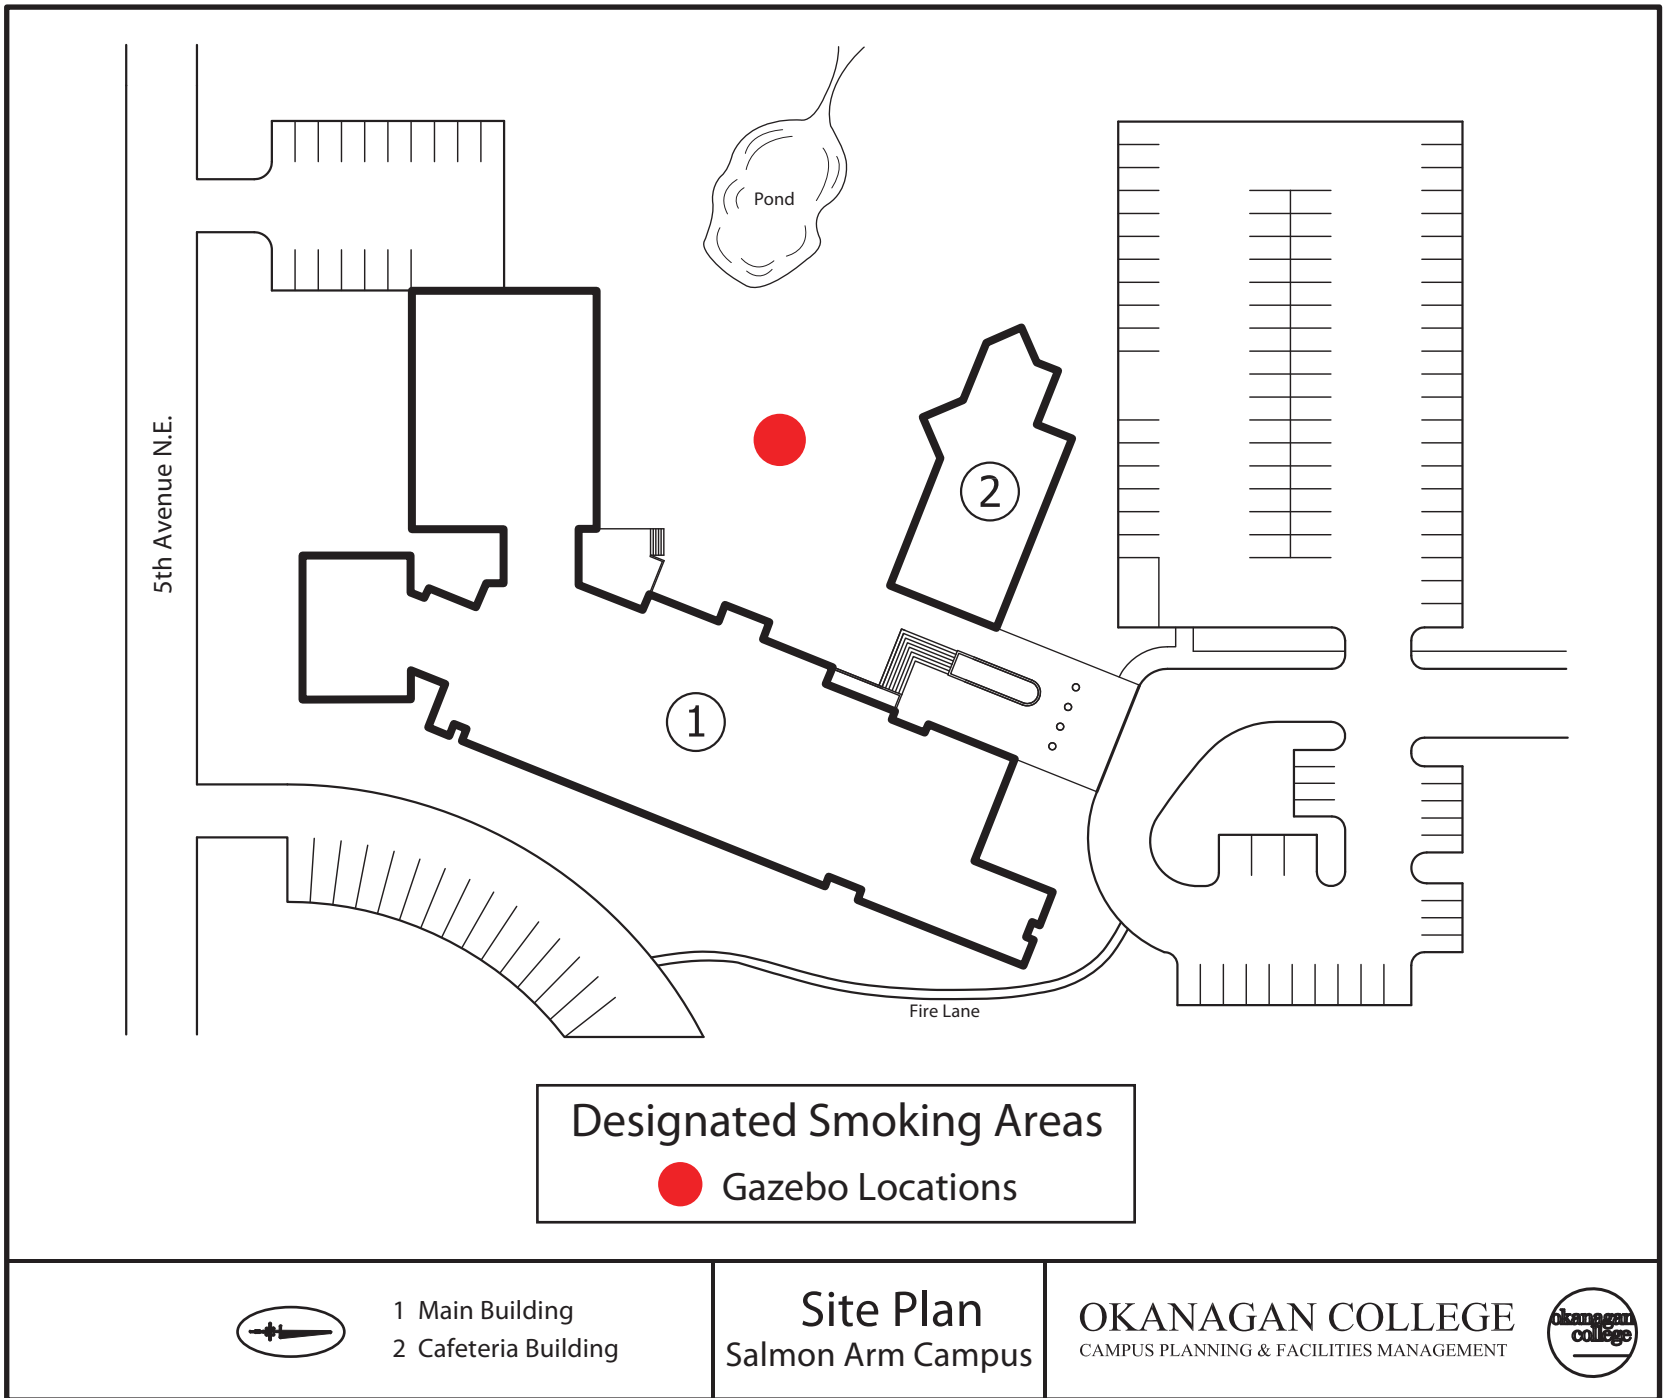 Pond
5th Avenue N.E.
2
1
Fire Lane
Designated Smoking Areas
Gazebo Locations
1 Main Building
2 Cafeteria Building
Site Plan
Salmon Arm Campus
OKANAGAN COLLEGE
CAMPUS PLANNING & FACILITIES MANAGEMENT
okanagan
college